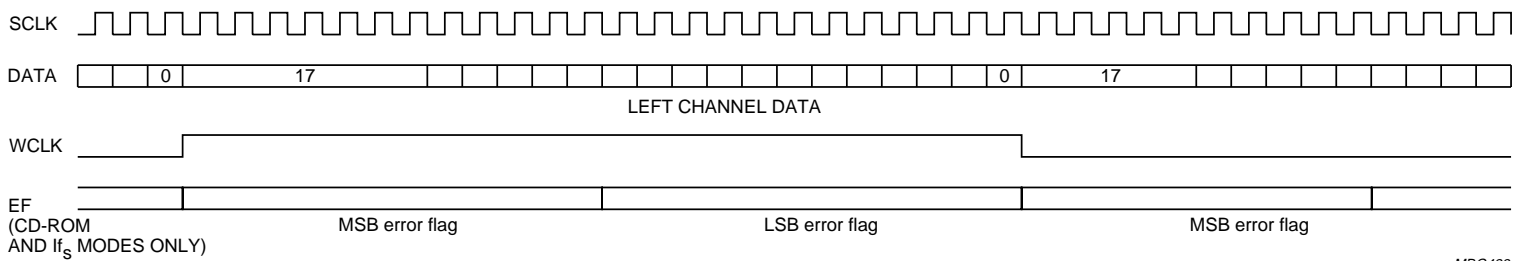 SCLK
DATA 0 17 0 17
LEFT CHANNEL DATA
WCLK
EF
(CD-ROM
AND IfS MODES ONLY)
MSB error flag LSB error flag MSB error flag